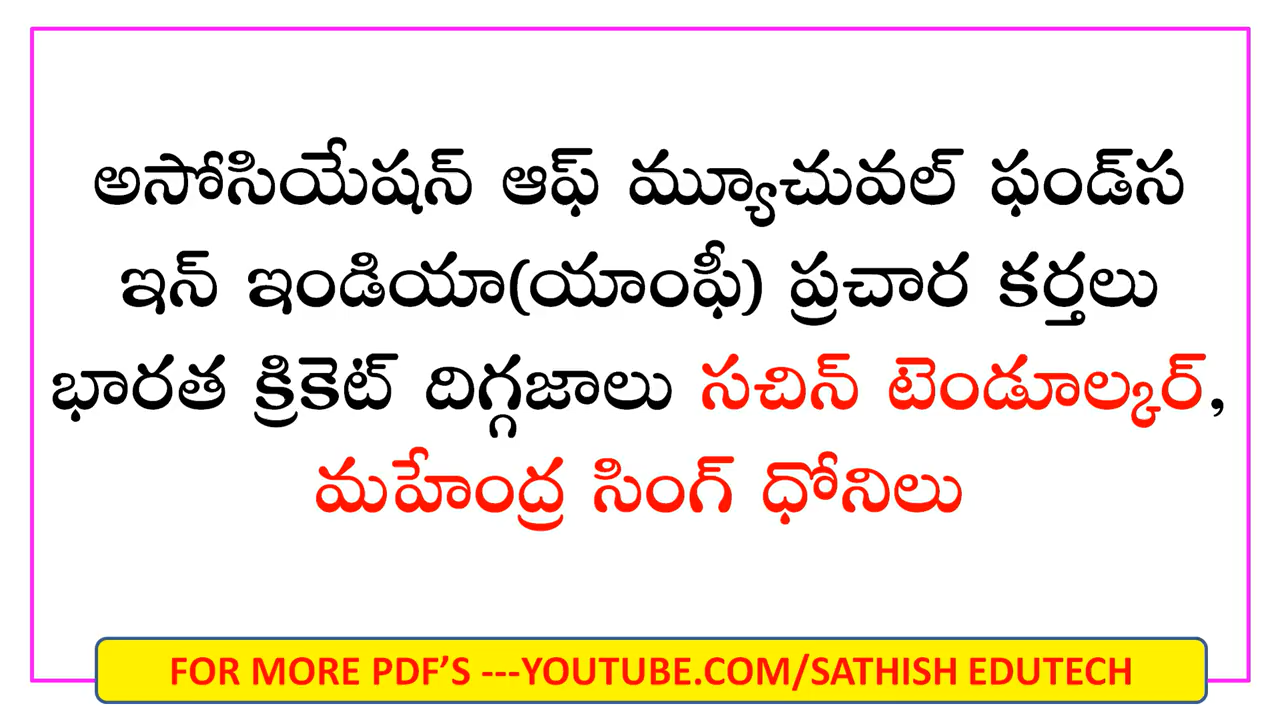 అసోసియేషన్ ఆఫ్ మ్యూచువల్ ఫండ్‌స
ఇన్ ఇండియా(యాంఫీ) ప్రచార కర్తలు
భారత క్రికెట్ దిగ్గజాలు సచిన్ టెండూల్కర్,
మహేంద్ర సింగ్ ధోనిలు
FOR MORE PDF’S ---YOUTUBE.COM/SATHISH EDUTECH